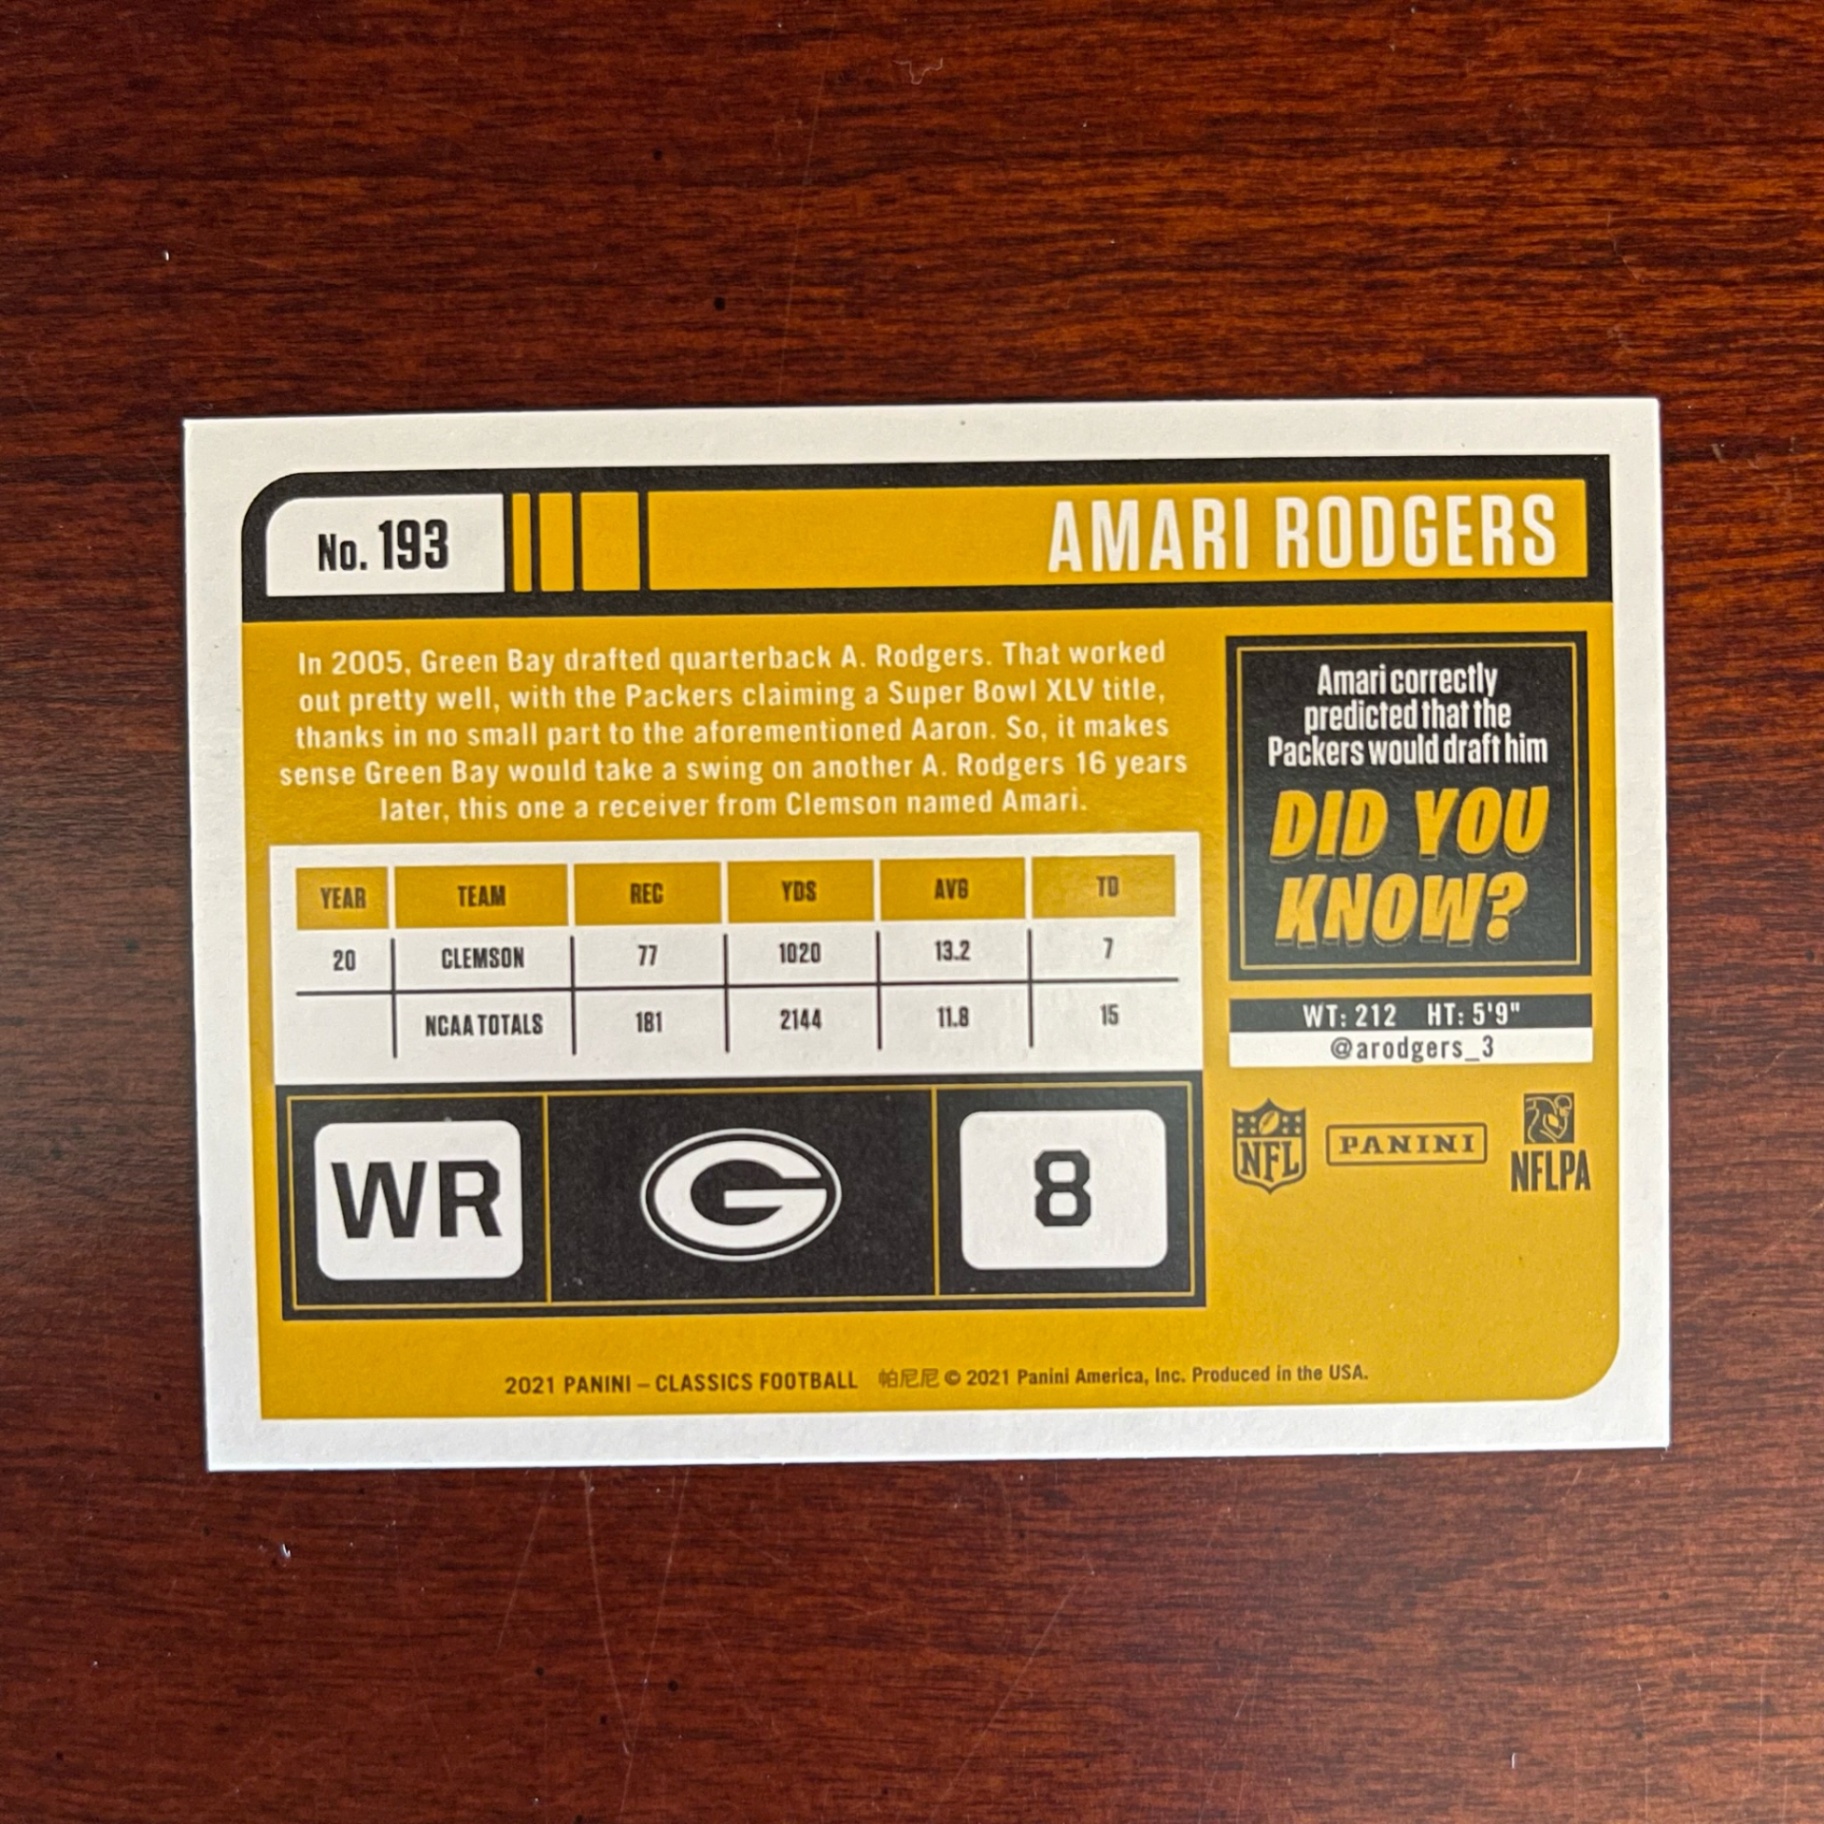 No. 193
AMARI RODGERS
In 2005, Green Bay drafted quarterback A. Rodgers. That worked
out pretty well, with the Packers claiming a Super Bowl XLV title,
thanks in no small part to the aforementioned Aaron. So, it makes
sense Green Bay would take a swing on another A. Rodgers 16 years
later, this one a receiver from Clemson named Amari.
Amari correctly
predicted that the
Packers would draft him
DID YOU
KNOW?
YEAR TEAM REC YDS AVG TD
20 CLEMSON 77 1020 13.2 7
NCAA TOTALS 181 2144 11.8 15
WT: 212 HT: 5'9"
@arodgers_3
WR G 8
NFL PANINI NFLPA
2021 PANINI – CLASSICS FOOTBALL 帕尼尼 © 2021 Panini America, Inc. Produced in the USA.